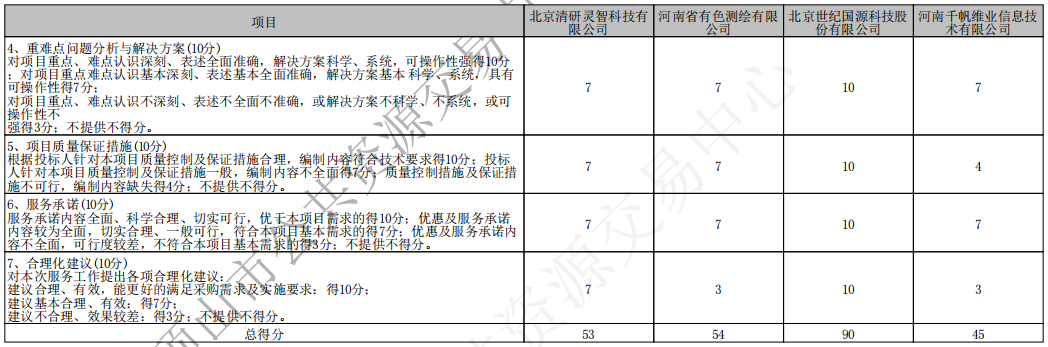 项目 北京清研灵智科技有限公司 河南省有色测绘有限公司 北京世纪国源科技股份有限公司 河南千帆维业信息技术有限公司
4、重难点问题分析与解决方案(10分)
对项目重点、难点认识深刻、表述全面准确，解决方案科学、系统，可操作性强得10分
；对项目重点难点认识基本深刻、表述基本全面准确，解决方案基本科学、系统，具有
可操作性得7分；
对项目重点、难点认识不深刻、表述不全面不准确，或解决方案不科学、不系统，或可
操作性不
强得3分；不提供不得分。
7 7 10 7
5、项目质量保证措施(10分)
根据投标人针对本项目质量控制及保证措施合理，编制内容符合技术要求得10分；投标
人针对本项目质量控制及保证措施一般，编制内容不全面得7分；质量控制措施及保证措
施不可行，编制内容缺失得4分；不提供不得分。
7 7 10 4
6、服务承诺(10分)
服务承诺内容全面、科学合理、切实可行，优于本项目需求的得10分；优惠及服务承诺
内容较为全面，切实合理、一般可行，符合本项目基本需求的得7分；优惠及服务承诺内
容不全面，可行度较差，不符合本项目基本需求的得3分；不提供不得分。
7 7 10 7
7、合理化建议(10分)
对本次服务工作提出各项合理化建议：
建议合理、有效，能更好的满足采购需求及实施要求：得10分；
建议基本合理、有效：得7分；
建议不合理、效果较差：得3分；不提供不得分。
7 3 10 3
总得分 53 54 90 45
顶山市公共资源交易中
资源交易中心